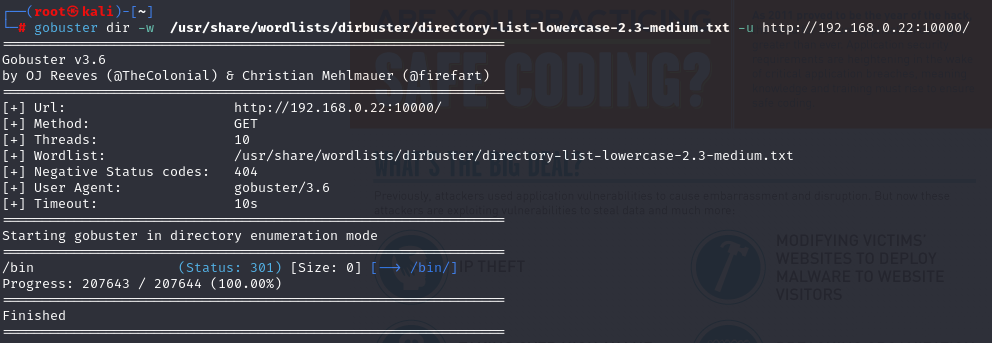 ┌──(root㉿kali)-[~]
└─# gobuster dir -w  /usr/share/wordlists/dirbuster/directory-list-lowercase-2.3-medium.txt -u http://192.168.0.22:10000/
===============================================================
Gobuster v3.6
by OJ Reeves (@TheColonial) & Christian Mehlmauer (@firefart)
===============================================================
[+] Url:                     http://192.168.0.22:10000/
[+] Method:                  GET
[+] Threads:                 10
[+] Wordlist:                /usr/share/wordlists/dirbuster/directory-list-lowercase-2.3-medium.txt
[+] Negative Status codes:   404
[+] User Agent:              gobuster/3.6
[+] Timeout:                 10s
===============================================================
Starting gobuster in directory enumeration mode
===============================================================
/bin                  (Status: 301) [Size: 0] [--> /bin/]
Progress: 207643 / 207644 (100.00%)
===============================================================
Finished
===============================================================
SAFE CODING?
WHAT'S THE BIG DEAL?
Previously, attackers used application vulnerabilities to cause embarrassment and disruption. But now these
attackers are exploiting vulnerabilities to steal data and much more:
IP THEFT
MODIFYING VICTIMS'
WEBSITES TO DEPLOY
MALWARE TO WEBSITE
VISITORS